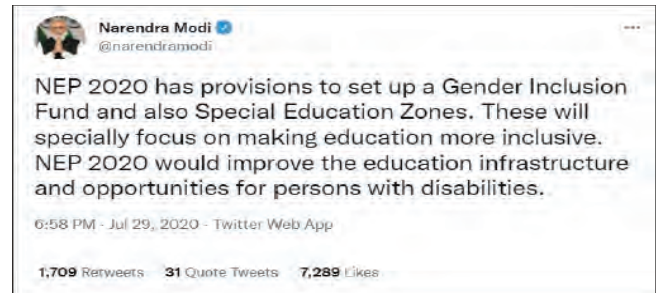 Narendra Modi
@narendramodi
NEP 2020 has provisions to set up a Gender Inclusion
Fund and also Special Education Zones. These will
specially focus on making education more inclusive.
NEP 2020 would improve the education infrastructure
and opportunities for persons with disabilities.
6:58 PM · Jul 29, 2020 · Twitter Web App
1,709 Retweets 31 Quote Tweets 7,289 Likes